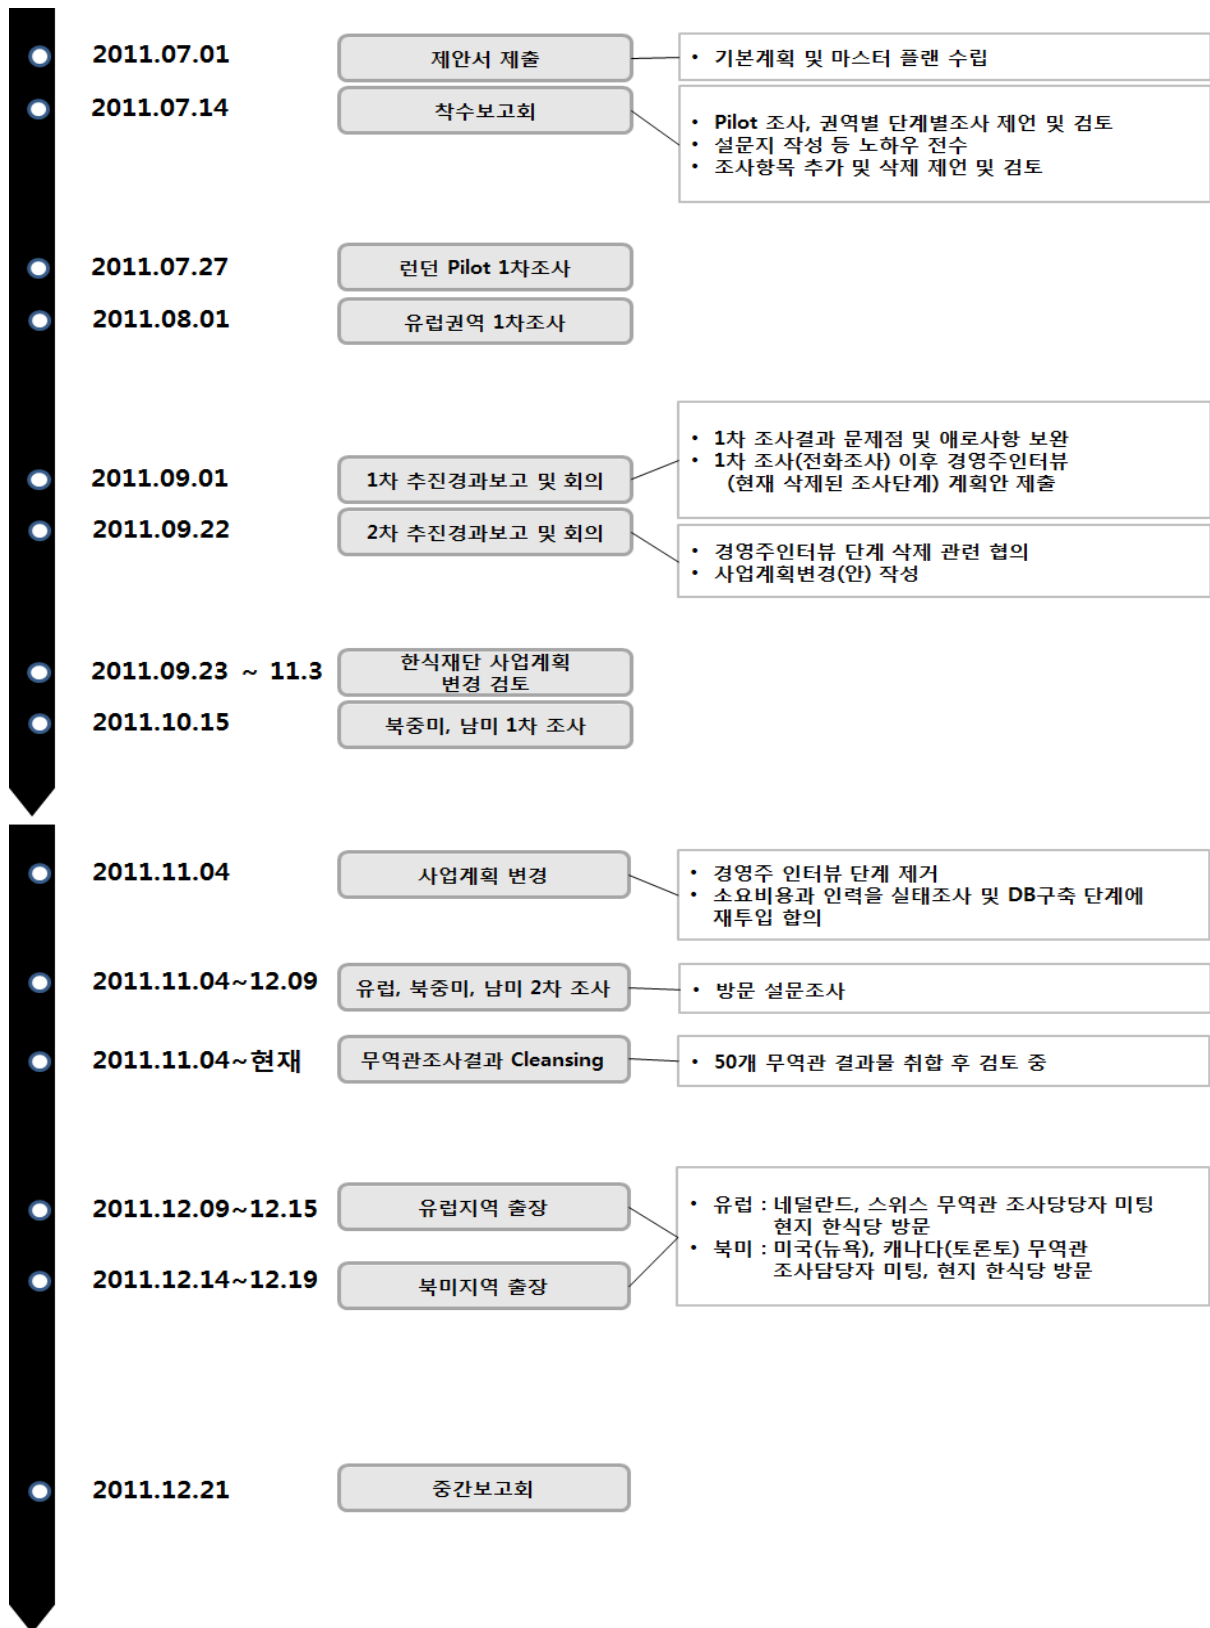 2011.07.01
제안서 제출
• 기본계획 및 마스터 플랜 수립
2011.07.14
착수보고회
• Pilot 조사, 권역별 단계별조사 제언 및 검토
• 설문지 작성 등 노하우 전수
• 조사항목 추가 및 삭제 제언 및 검토
2011.07.27
런던 Pilot 1차조사
2011.08.01
유럽권역 1차조사
2011.09.01
1차 추진경과보고 및 회의
• 1차 조사결과 문제점 및 애로사항 보완
• 1차 조사(전화조사) 이후 경영주인터뷰
(현재 삭제된 조사단계) 계획안 제출
2011.09.22
2차 추진경과보고 및 회의
• 경영주인터뷰 단계 삭제 관련 협의
• 사업계획변경(안) 작성
2011.09.23 ~ 11.3
한식재단 사업계획
변경 검토
2011.10.15
북중미, 남미 1차 조사
2011.11.04
사업계획 변경
• 경영주 인터뷰 단계 제거
• 소요비용과 인력을 실태조사 및 DB구축 단계에
재투입 합의
2011.11.04~12.09
유럽, 북중미, 남미 2차 조사
• 방문 설문조사
2011.11.04~현재
무역관조사결과 Cleansing
• 50개 무역관 결과물 취합 후 검토 중
2011.12.09~12.15
유럽지역 출장
• 유럽 : 네덜란드, 스위스 무역관 조사당당자 미팅
현지 한식당 방문
• 북미 : 미국(뉴욕), 캐나다(토론토) 무역관
조사담당자 미팅, 현지 한식당 방문
2011.12.14~12.19
북미지역 출장
2011.12.21
중간보고회